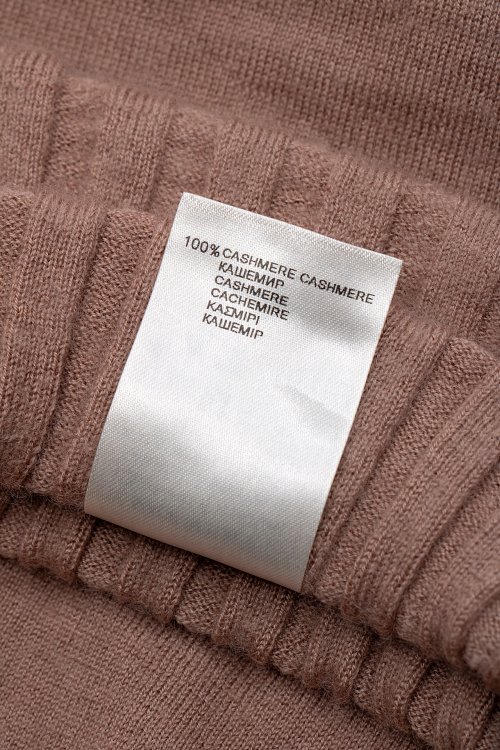 100% CASHMERE CASHMERE
КАШЕМИР
CASHMERE
CACHEMIRE
ΚΑΣΜΙΡΙ
КАШЕМІР